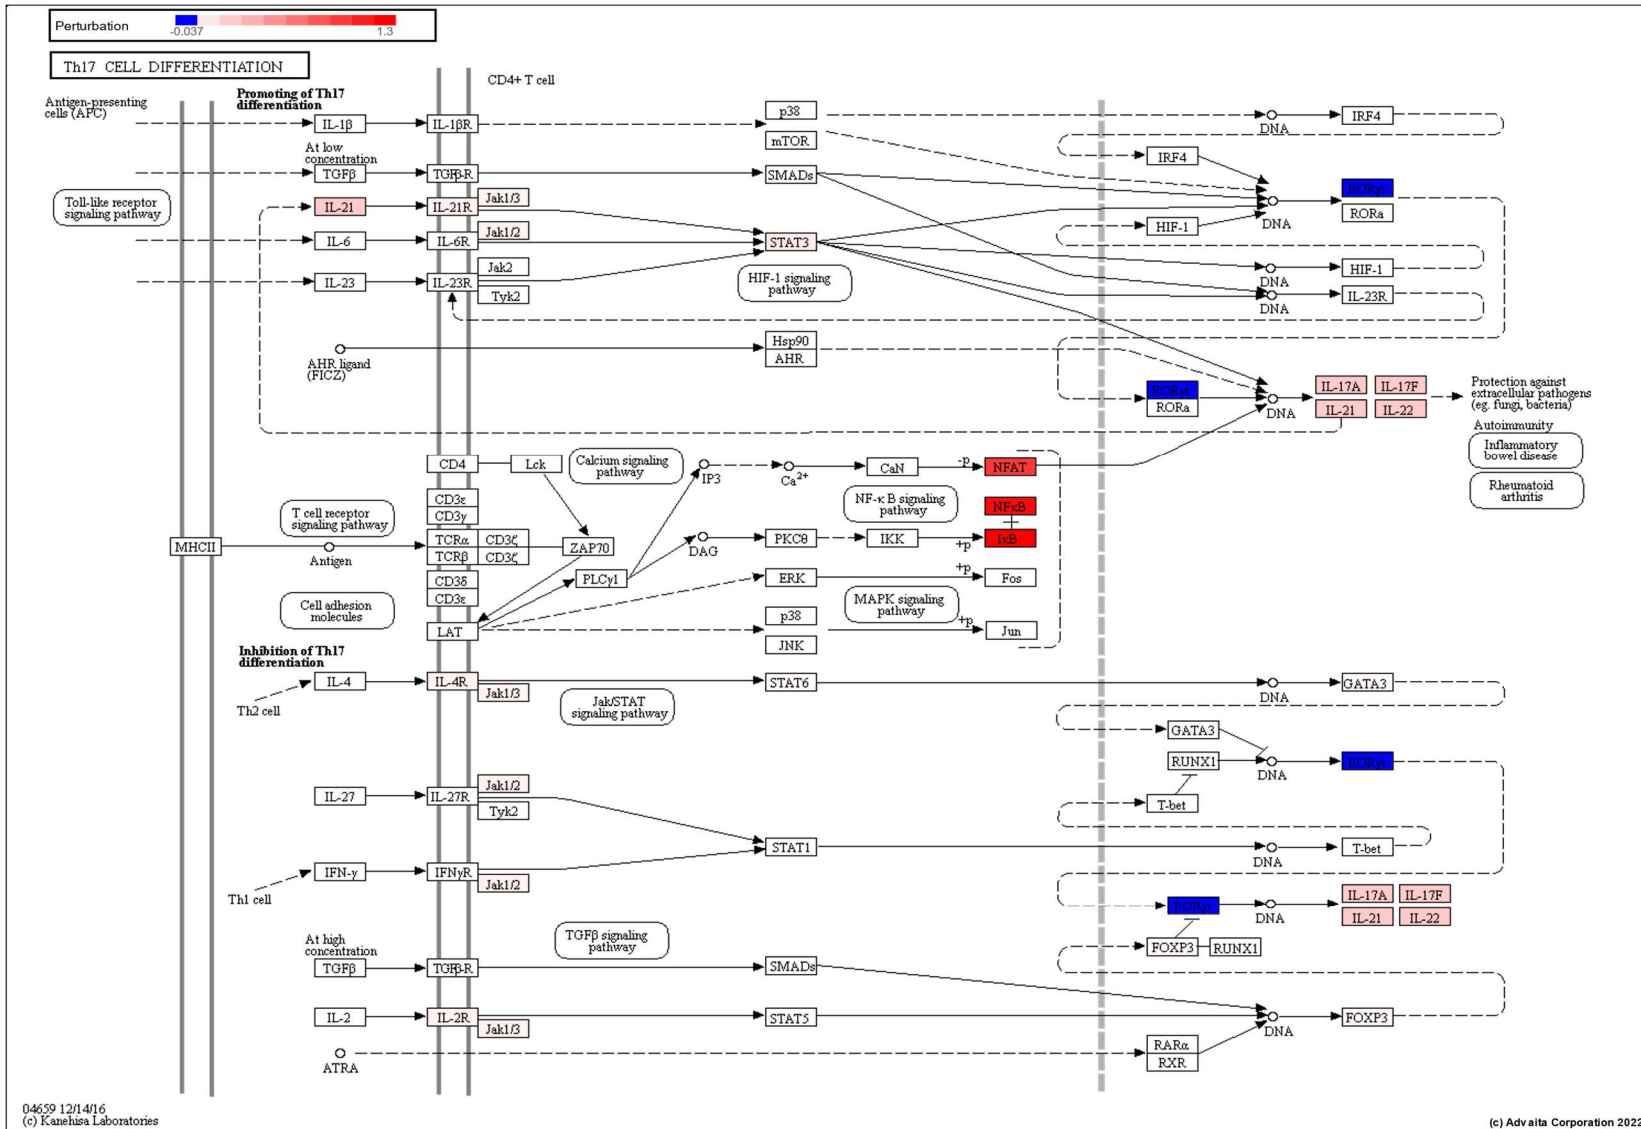 Perturbation
-0.037
1.3
Th17 CELL DIFFERENTIATION
CD4+ T cell
Antigen-presenting
cells (APC)
Promoting of Th17
differentiation
IL-1β
IL-1βR
p38
mTOR
DNA
IRF4
IRF4
At low
concentration
TGFβ
TGFβ-R
SMADs
Toll-like receptor
signaling pathway
IL-21
IL-21R
Jak1/3
RORγt
RORa
DNA
HIF-1
IL-6
IL-6R
Jak1/2
STAT3
IL-23
IL-23R
Jak2
Tyk2
HIF-1 signaling
pathway
DNA
HIF-1
DNA
IL-23R
AHR ligand
(FICZ)
Hsp90
AHR
RORγt
RORa
DNA
IL-17A
IL-17F
IL-21
IL-22
Protection against
extracellular pathogens
(eg. fungi, bacteria)
Autoimmunity
Inflammatory
bowel disease
Rheumatoid
arthritis
CD4
Lck
Calcium signaling
pathway
IP3
Ca2+
CaN
-p
NFAT
CD3ε
CD3γ
NF-κB signaling
pathway
NFκB
T cell receptor
signaling pathway
MHCII
Antigen
TCRα
CD3ζ
TCRβ
CD3ζ
ZAP70
DAG
PKCθ
IKK
+p
IκB
CD3δ
CD3ε
PLCγ1
ERK
+p
Fos
Cell adhesion
molecules
MAPK signaling
pathway
LAT
p38
JNK
+p
Jun
Inhibition of Th17
differentiation
IL-4
IL-4R
Jak1/3
STAT6
DNA
GATA3
Th2 cell
Jak/STAT
signaling pathway
GATA3
RUNX1
DNA
RORγt
T-bet
IL-27
IL-27R
Jak1/2
Tyk2
STAT1
DNA
T-bet
IFN-γ
IFNγR
Jak1/2
Th1 cell
RORγt
DNA
IL-17A
IL-17F
IL-21
IL-22
FOXP3
RUNX1
TGFβ signaling
pathway
At high
concentration
TGFβ
TGFβ-R
SMADs
IL-2
IL-2R
Jak1/3
STAT5
DNA
FOXP3
ATRA
RARα
RXR
04659 12/14/16
(c) Kanehisa Laboratories
(c) Advaita Corporation 2022